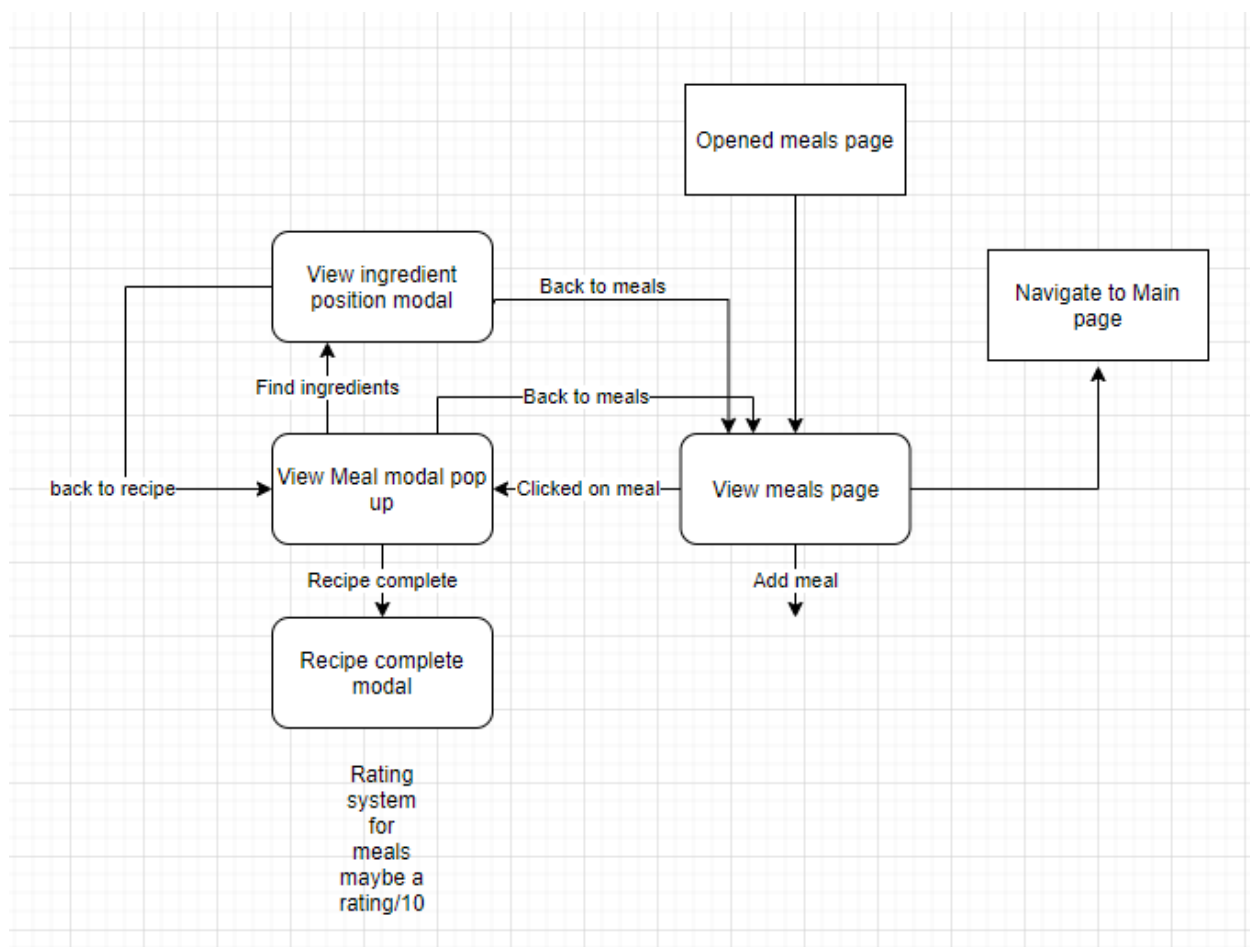 Opened meals page
View ingredient
position modal
Back to meals
Navigate to Main
page
Find ingredients
Back to meals
back to recipe
View Meal modal pop
up
Clicked on meal
View meals page
Recipe complete
Add meal
Recipe complete
modal
Rating
system
for
meals
maybe a
rating/10